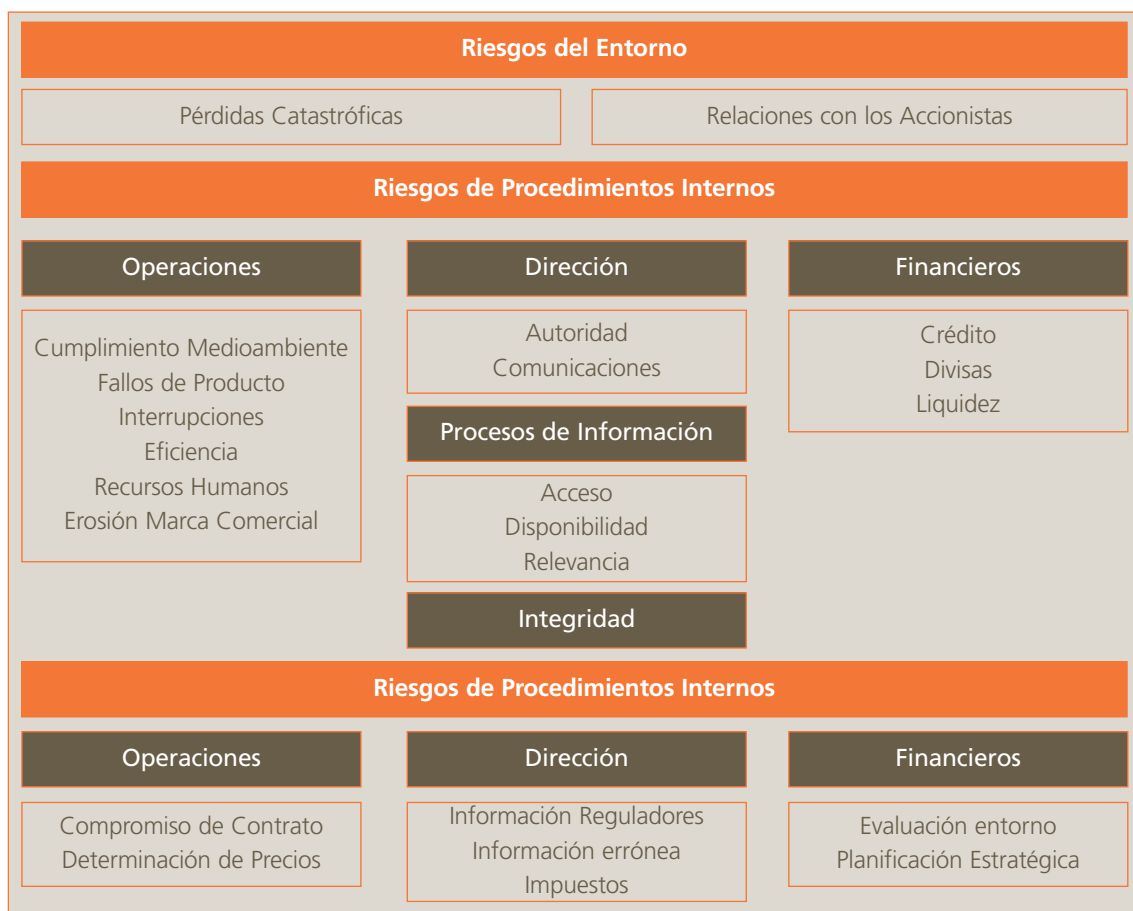 Riesgos del Entorno
Pérdidas Catastróficas
Relaciones con los Accionistas
Riesgos de Procedimientos Internos
Operaciones
Cumplimiento Medioambiente
Fallos de Producto
Interrupciones
Eficiencia
Recursos Humanos
Erosión Marca Comercial
Dirección
Autoridad
Comunicaciones
Procesos de Información
Acceso
Disponibilidad
Relevancia
Integridad
Financieros
Crédito
Divisas
Liquidez
Riesgos de Procedimientos Internos
Operaciones
Compromiso de Contrato
Determinación de Precios
Dirección
Información Reguladores
Información errónea
Impuestos
Financieros
Evaluación entorno
Planificación Estratégica